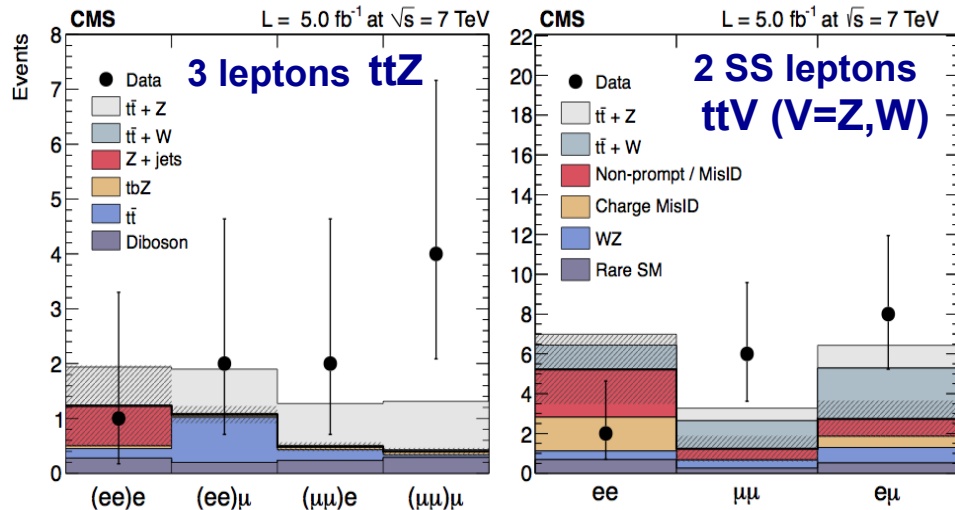 CMS L = 5.0 fb⁻¹ at √s = 7 TeV
Events
8
7
6
5
4
3
2
1
0
3 leptons ttZ
Data
tt̄ + Z
tt̄ + W
Z + jets
tbZ
tt̄
Diboson
(ee)e (ee)μ (μμ)e (μμ)μ
CMS L = 5.0 fb⁻¹ at √s = 7 TeV
22
20
18
16
14
12
10
8
6
4
2
0
2 SS leptons
ttV (V=Z,W)
Data
tt̄ + Z
tt̄ + W
Non-prompt / MisID
Charge MisID
WZ
Rare SM
ee μμ eμ